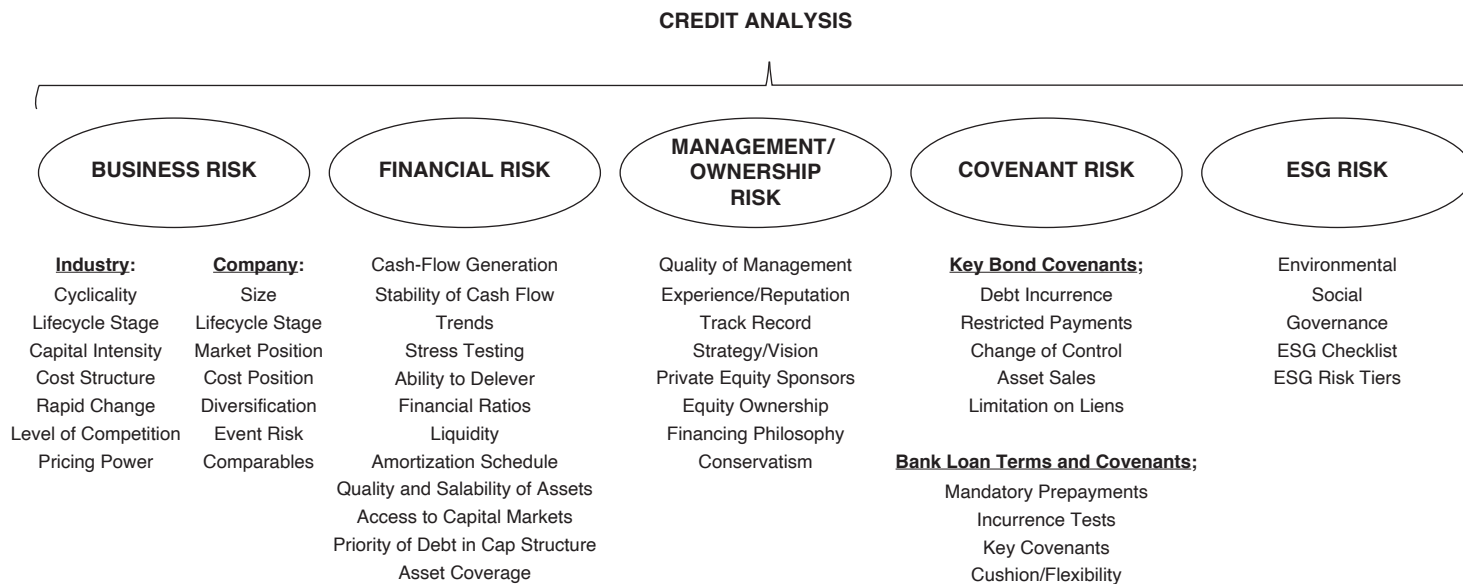 CREDIT ANALYSIS
BUSINESS RISK
FINANCIAL RISK
MANAGEMENT/
OWNERSHIP
RISK
COVENANT RISK
ESG RISK
Industry:
Cyclicality
Lifecycle Stage
Capital Intensity
Cost Structure
Rapid Change
Level of Competition
Pricing Power
Company:
Size
Lifecycle Stage
Market Position
Cost Position
Diversification
Event Risk
Comparables
Cash-Flow Generation
Stability of Cash Flow
Trends
Stress Testing
Ability to Delever
Financial Ratios
Liquidity
Amortization Schedule
Quality and Salability of Assets
Access to Capital Markets
Priority of Debt in Cap Structure
Asset Coverage
Quality of Management
Experience/Reputation
Track Record
Strategy/Vision
Private Equity Sponsors
Equity Ownership
Financing Philosophy
Conservatism
Key Bond Covenants;
Debt Incurrence
Restricted Payments
Change of Control
Asset Sales
Limitation on Liens
Bank Loan Terms and Covenants;
Mandatory Prepayments
Incurrence Tests
Key Covenants
Cushion/Flexibility
Environmental
Social
Governance
ESG Checklist
ESG Risk Tiers